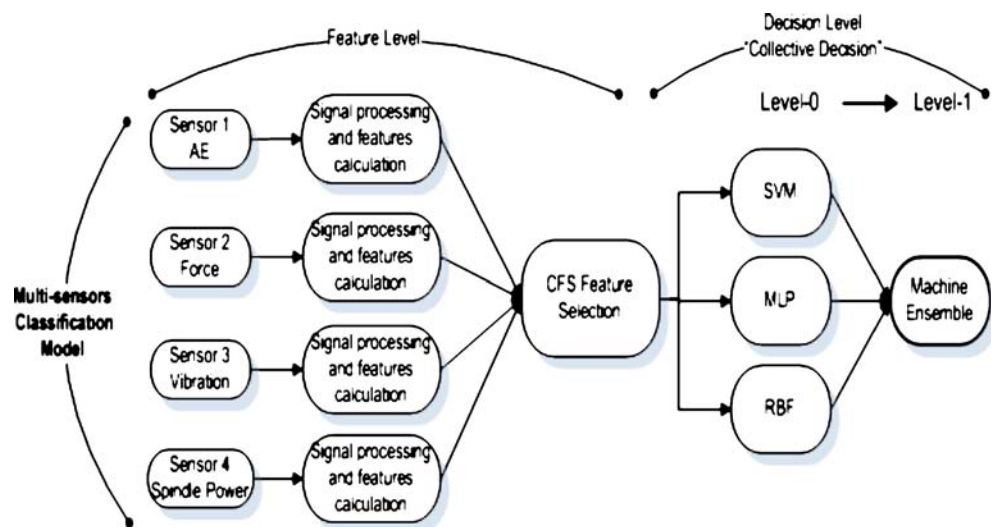 Feature Level
Decision Level
"Collective Decision"
Level-0
Level-1
Multi-sensors
Classification
Model
Sensor 1
AE
Signal processing
and features
calculation
Sensor 2
Force
Signal processing
and features
calculation
Sensor 3
Vibration
Signal processing
and features
calculation
Sensor 4
Spindle Power
Signal processing
and features
calculation
CFS Feature
Selection
SVM
MLP
RBF
Machine
Ensemble